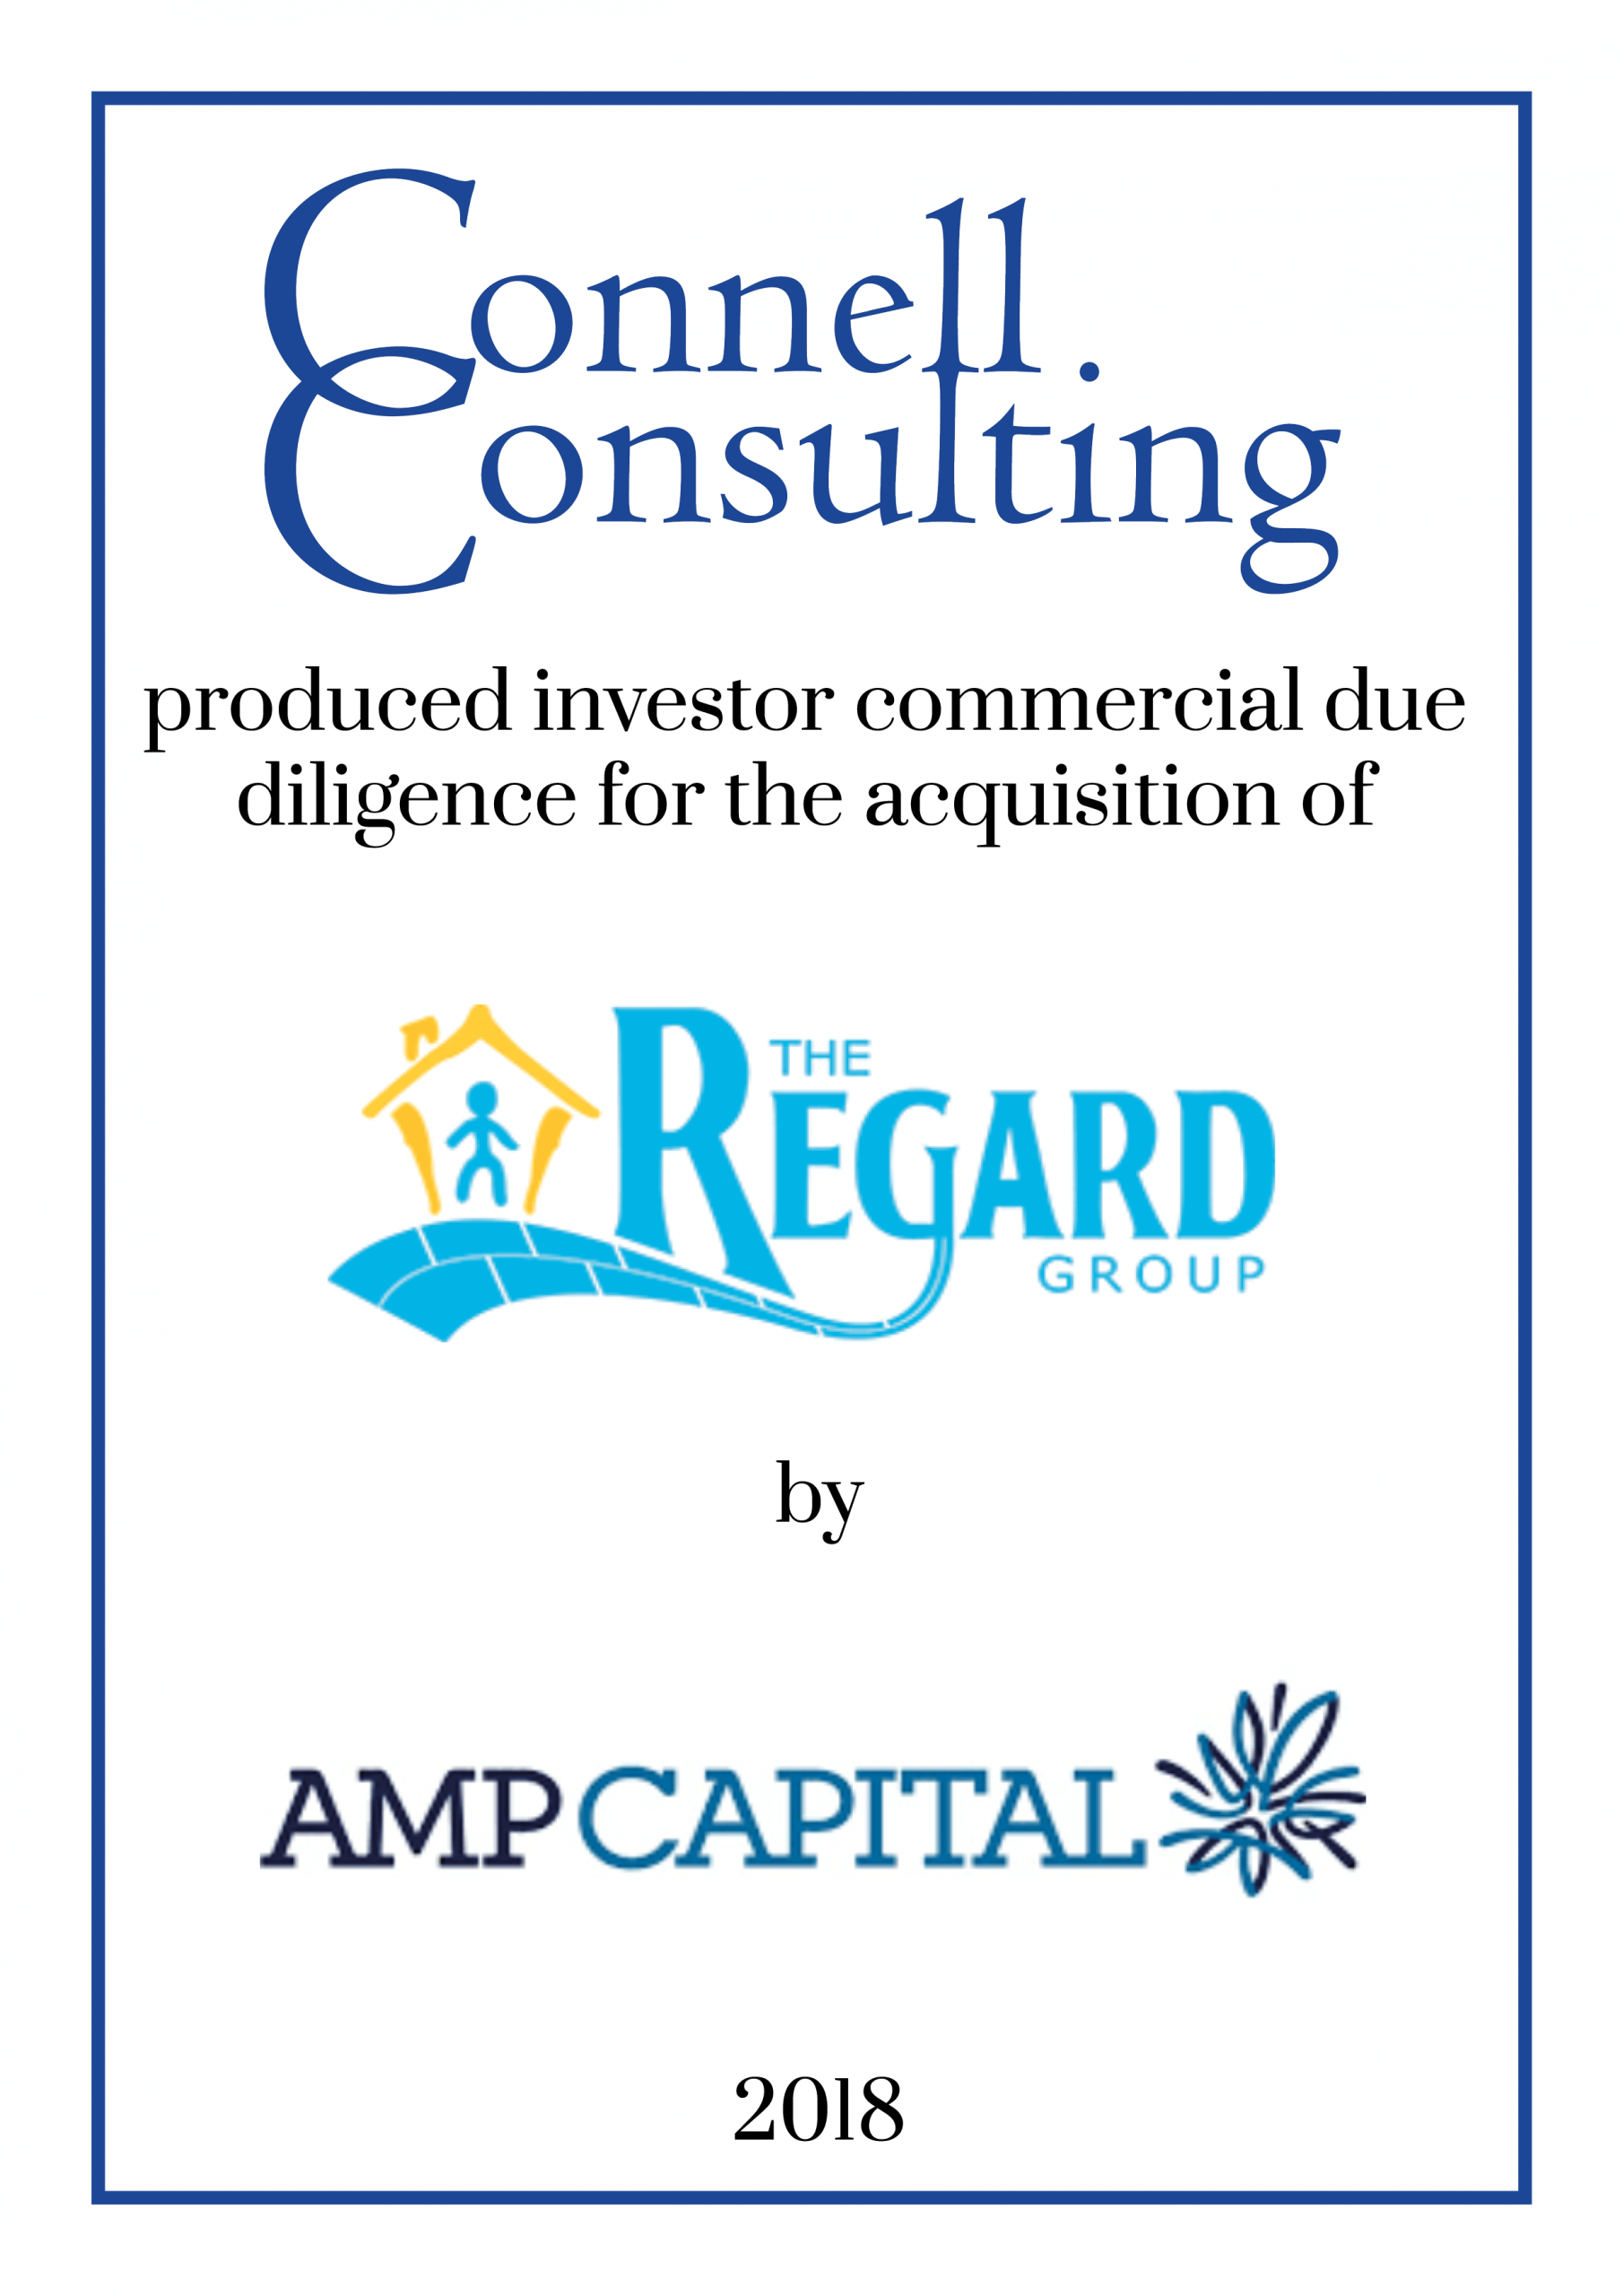 Connell
Consulting
produced investor commercial due
diligence for the acquisition of
THE
REGARD
GROUP
by
AMP CAPITAL
2018